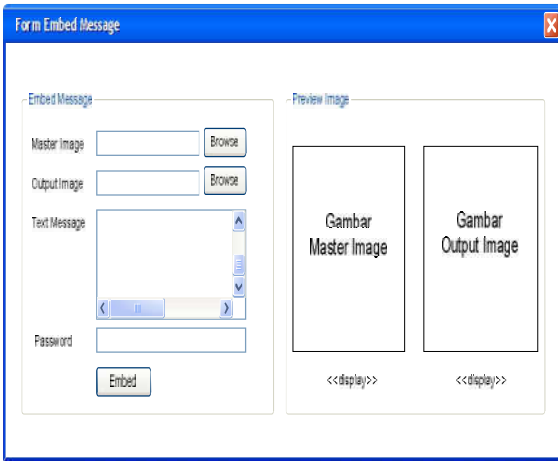 Form Embed Message
Embed Message
Master Image
Browse
Output Image
Browse
Text Message
Password
Embed
Preview Image
Gambar
Master Image
Gambar
Output Image
<<display>>
<<display>>